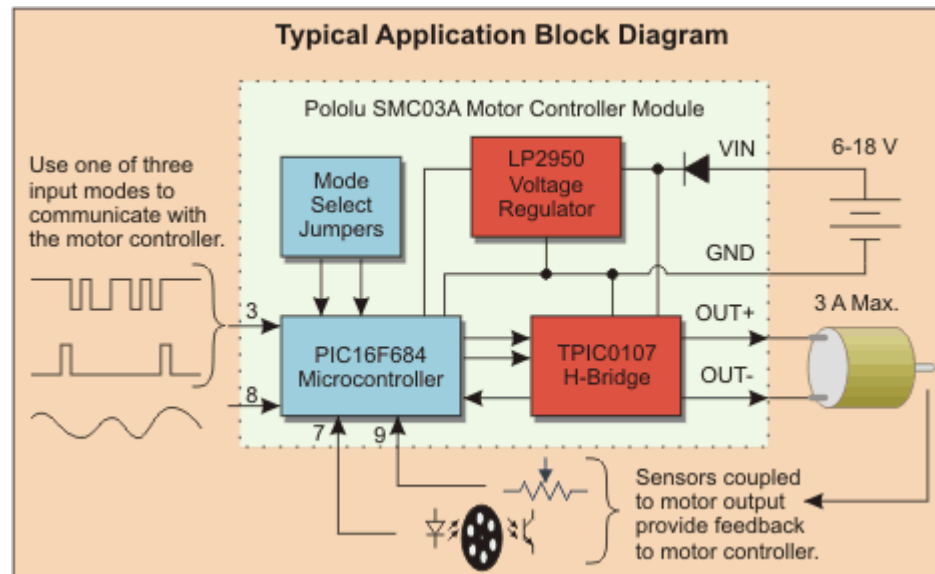 Typical Application Block Diagram
Pololu SMC03A Motor Controller Module
Use one of three
input modes to
communicate with
the motor controller.
Mode
Select
Jumpers
LP2950
Voltage
Regulator
VIN
6-18 V
GND
3
8
PIC16F684
Microcontroller
TPIC0107
H-Bridge
OUT+
OUT-
3 A Max.
7
9
Sensors coupled
to motor output
provide feedback
to motor controller.